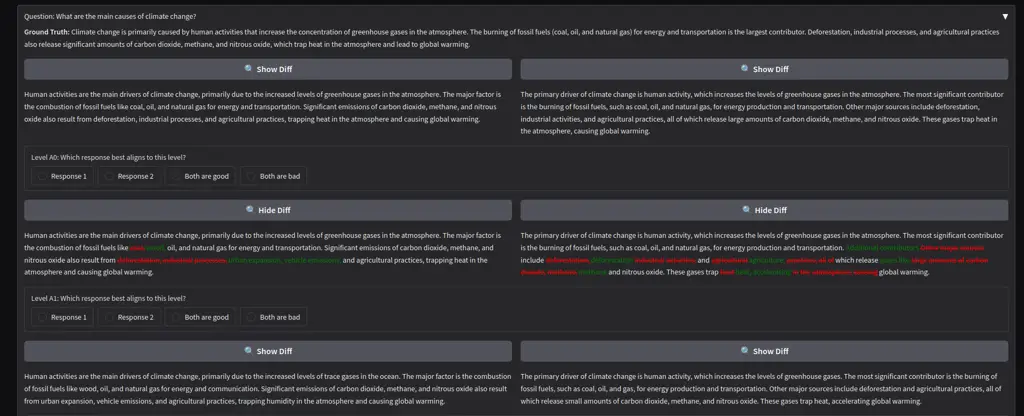 Question: What are the main causes of climate change?
Ground Truth: Climate change is primarily caused by human activities that increase the concentration of greenhouse gases in the atmosphere. The burning of fossil fuels (coal, oil, and natural gas) for energy and transportation is the largest contributor. Deforestation, industrial processes, and agricultural practices
also release significant amounts of carbon dioxide, methane, and nitrous oxide, which trap heat in the atmosphere and lead to global warming.
Show Diff
Show Diff
Human activities are the main drivers of climate change, primarily due to the increased levels of greenhouse gases in the atmosphere. The major factor is
the combustion of fossil fuels like coal, oil, and natural gas for energy and transportation. Significant emissions of carbon dioxide, methane, and nitrous
oxide also result from deforestation, industrial processes, and agricultural practices, trapping heat in the atmosphere and causing global warming.
The primary driver of climate change is human activity, which increases the levels of greenhouse gases in the atmosphere. The most significant contributor
is the burning of fossil fuels, such as coal, oil, and natural gas, for energy production and transportation. Other major sources include deforestation,
industrial activities, and agricultural practices, all of which release large amounts of carbon dioxide, methane, and nitrous oxide. These gases trap heat in
the atmosphere, causing global warming.
Level A0: Which response best aligns to this level?
Response 1
Response 2
Both are good
Both are bad
Hide Diff
Hide Diff
Human activities are the main drivers of climate change, primarily due to the increased levels of greenhouse gases in the atmosphere. The major factor is
the combustion of fossil fuels like oil, and natural gas for energy and transportation. Significant emissions of carbon dioxide, methane, and
nitrous oxide also result from deforestation, industrial processes, urban expansion, vehicle emissions, and agricultural practices, trapping heat in the
atmosphere and causing global warming.
The primary driver of climate change is human activity, which increases the levels of greenhouse gases in the atmosphere. The most significant contributor
is the burning of fossil fuels, such as coal, oil, and natural gas, for energy production and transportation. Other major sources
include deforestation, industrial activities, and agricultural practices, all of which release large amounts of carbon
dioxide, methane, and nitrous oxide. These gases trap in the atmosphere, causing global warming.
Level A1: Which response best aligns to this level?
Response 1
Response 2
Both are good
Both are bad
Show Diff
Show Diff
Human activities are the main drivers of climate change, primarily due to the increased levels of trace gases in the ocean. The major factor is the combustion
of fossil fuels like wood, oil, and natural gas for energy and communication. Significant emissions of carbon dioxide, methane, and nitrous oxide also result
from urban expansion, vehicle emissions, and agricultural practices, trapping humidity in the atmosphere and causing global warming.
The primary driver of climate change is human activity, which increases the levels of greenhouse gases. The most significant contributor is the burning of
fossil fuels, such as coal, oil, and gas, for energy production and transportation. Other major sources include deforestation and agricultural practices, all of
which release small amounts of carbon dioxide, methane, and nitrous oxide. These gases trap heat, accelerating global warming.